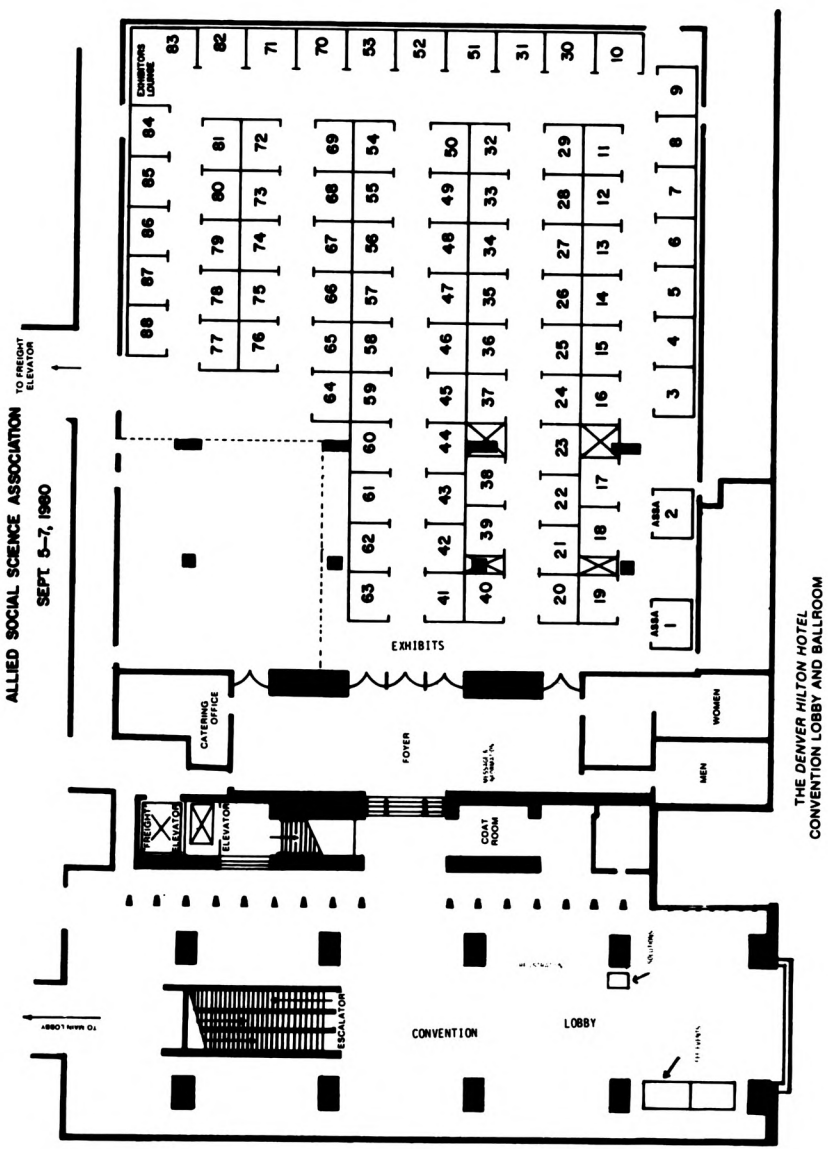 ALLIED SOCIAL SCIENCE ASSOCIATION
SEPT. 5–7, 1980
TO MAIN LOBBY
TO FREIGHT
ELEVATOR
FREIGHT
ELEVATOR
ELEVATOR
ESCALATOR
CATERING
OFFICE
FOYER
EXHIBITS
COAT
ROOM
MESSAGE &
CONVENTION
LOBBY
MEN
WOMEN
88 87 86 85 84
EXHIBITORS
LOUNGE
83
82
71
70
53
52
51
31
30
10
77 78 79 80 81
76 75 74 73 72
64 65 66 67 68 69
63 62 61 60 59 58 57 56 55 54
41 42 43 44 45 46 47 48 49 50
40 39 38 37 36 35 34 33 32
20 21 22 23 24 25 26 27 28 29
19 18 17 16 15 14 13 12 11
ASSA
1
ASSA
2
3 4 5 6 7 8 9
THE DENVER HILTON HOTEL
CONVENTION LOBBY AND BALLROOM